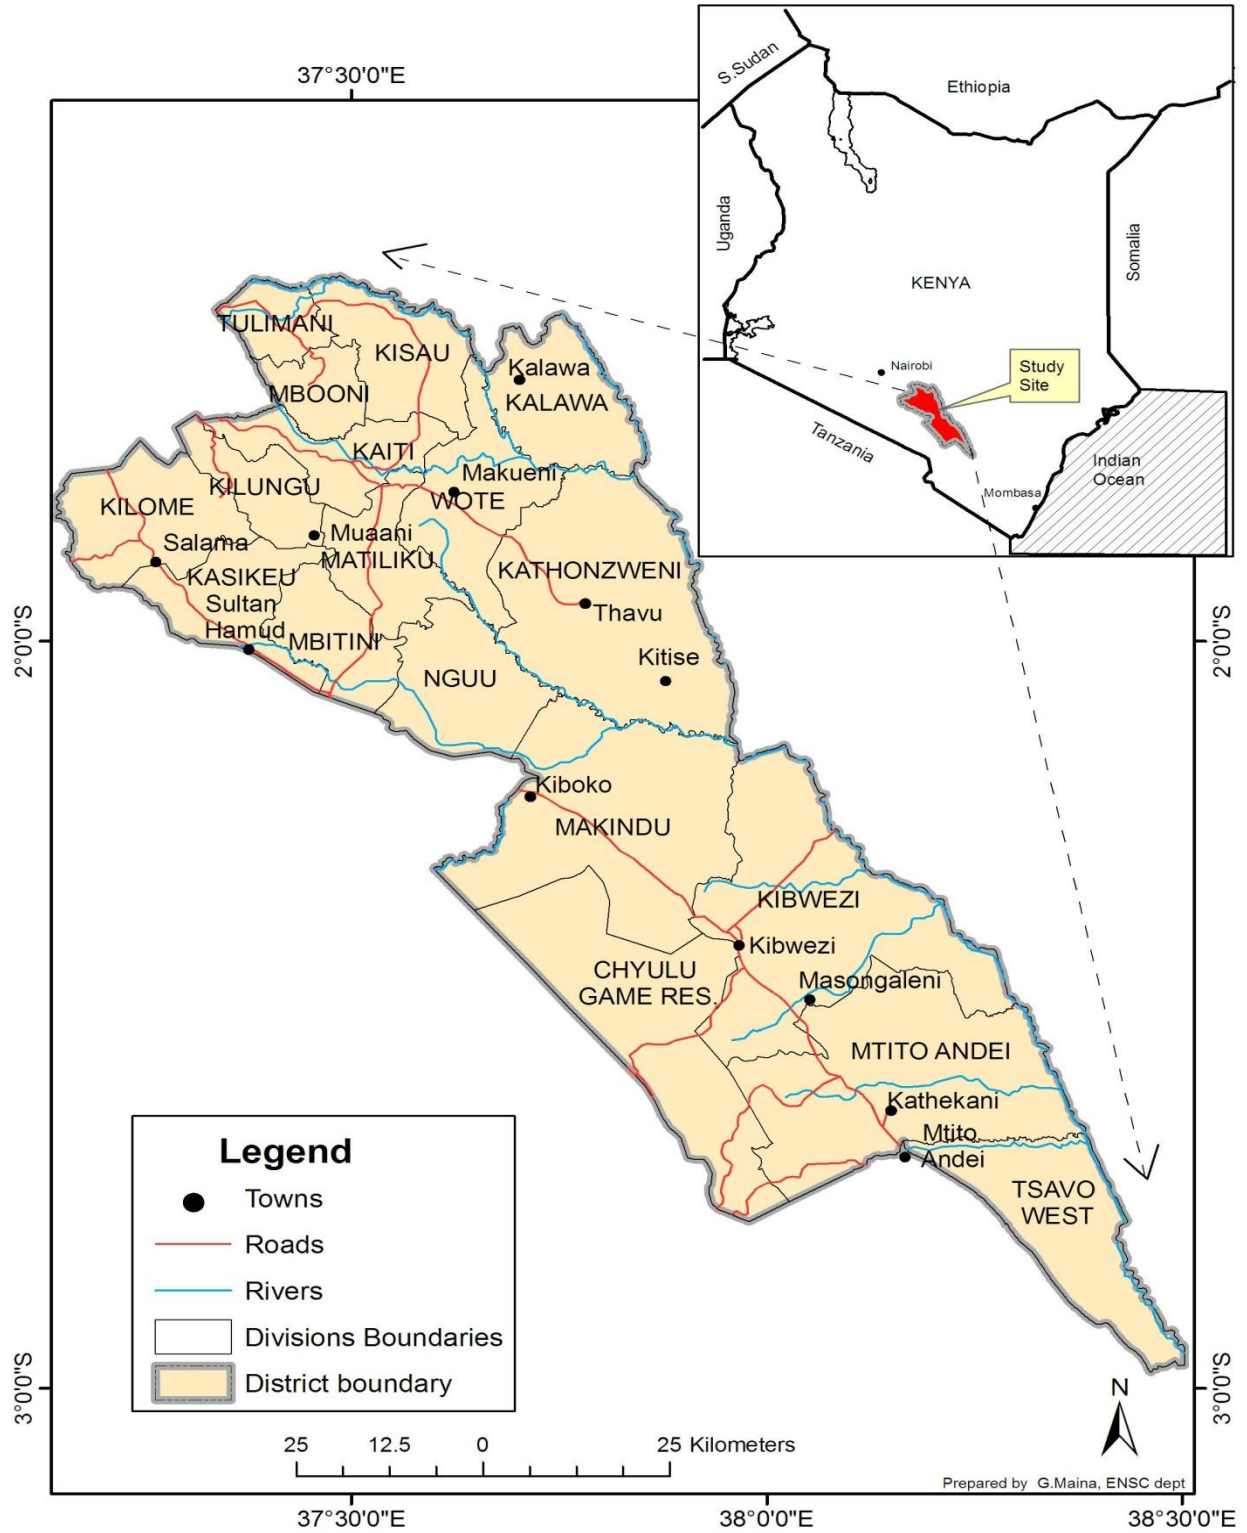 37°30'0"E
S.Sudan
Ethiopia
Uganda
Somalia
KENYA
Nairobi
Study
Site
Tanzania
Indian
Ocean
Mombasa
TULIMANI
KISAU
Kalawa
MBOONI
KALAWA
KAITI
Makueni
KILUNGU
WOTE
KILOME
Muaani
Salama
MATILIKU
KATHONZWENI
KASIKEU
Sultan
Hamud
Thavu
MBITINI
2°0'0"S
2°0'0"S
Kitise
NGUU
Kiboko
MAKINDU
KIBWEZI
Kibwezi
CHYULU
GAME RES.
Masongaleni
MTITO ANDEI
Kathekani
Mtito
Andei
TSAVO
WEST
Legend
Towns
Roads
Rivers
Divisions Boundaries
District boundary
3°0'0"S
3°0'0"S
N
25 12.5 0 25 Kilometers
Prepared by G.Maina, ENSC dept
37°30'0"E
38°0'0"E
38°30'0"E